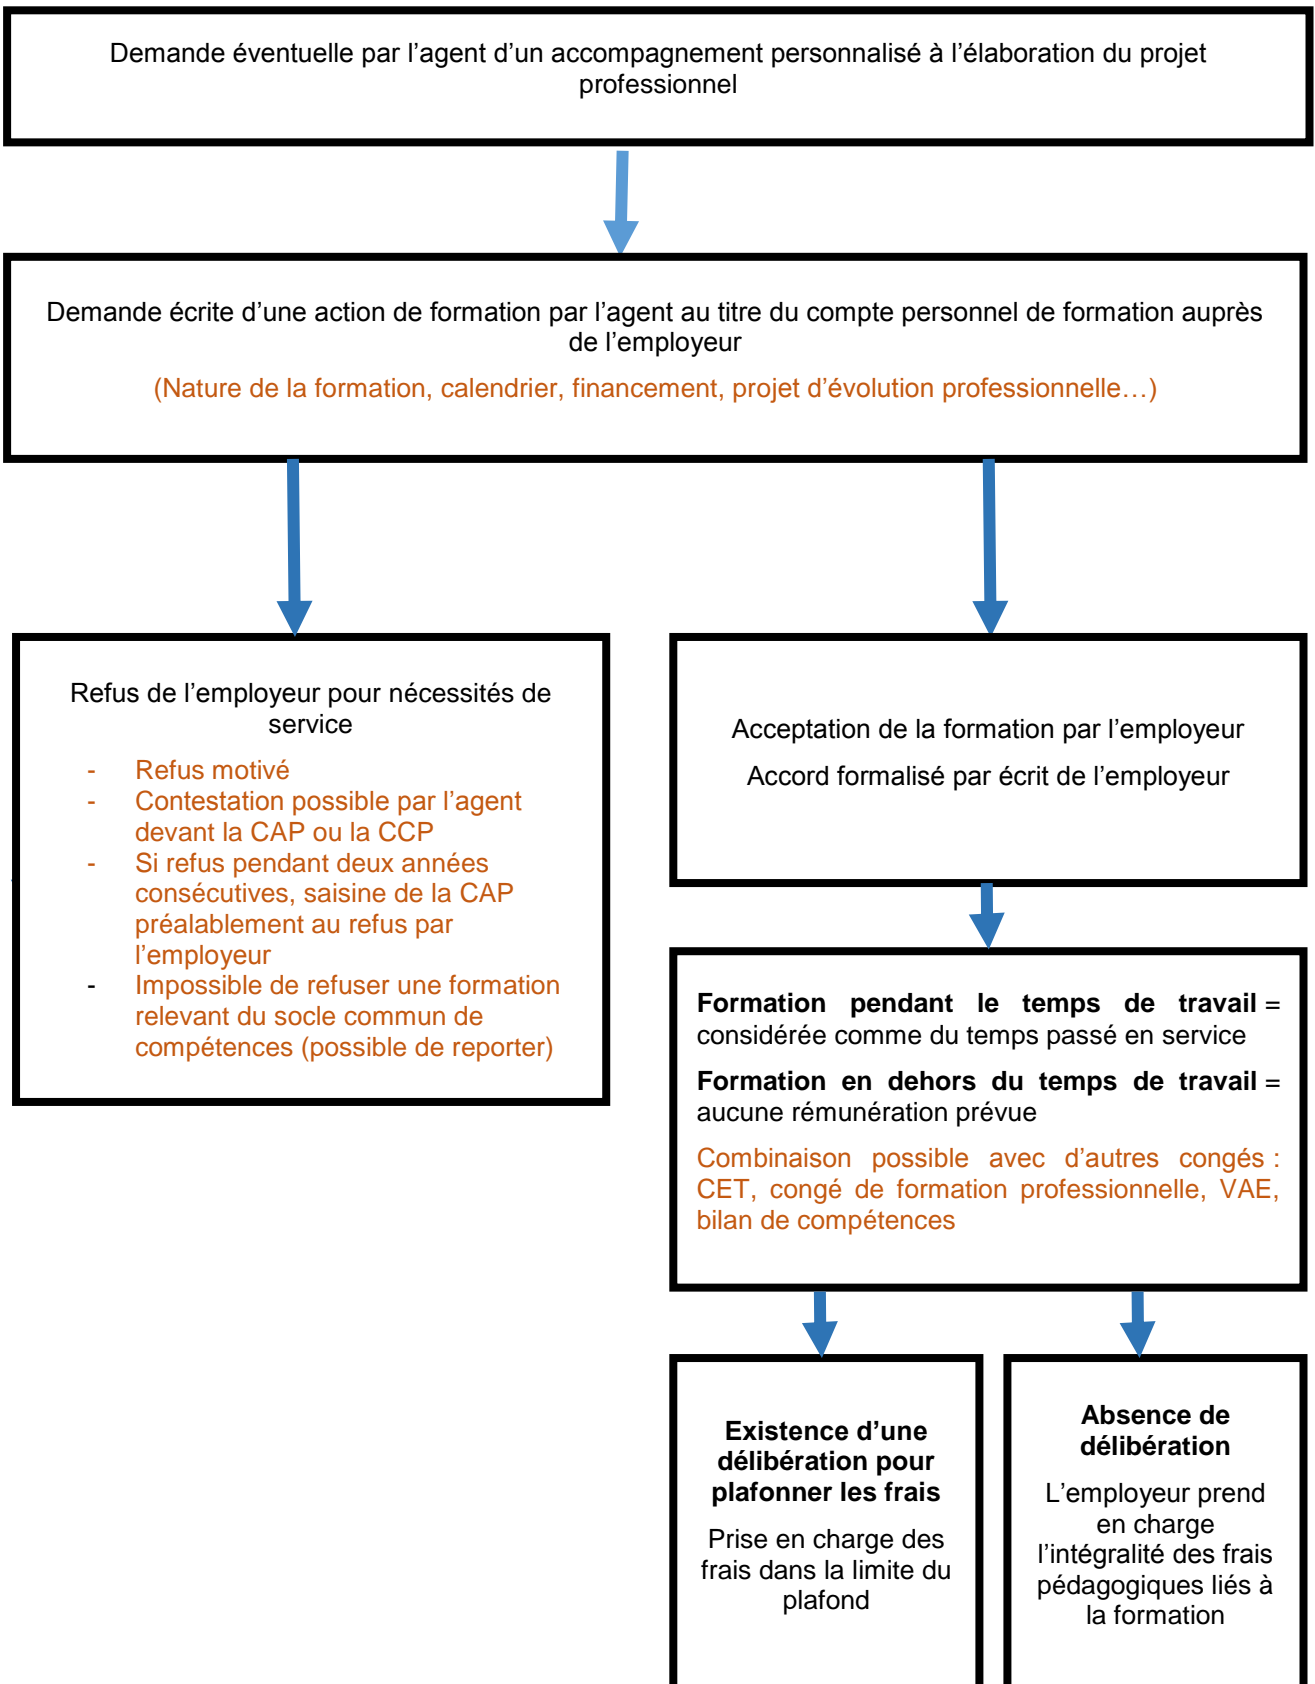 Demande éventuelle par l’agent d’un accompagnement personnalisé à l’élaboration du projet
professionnel
Demande écrite d’une action de formation par l’agent au titre du compte personnel de formation auprès
de l’employeur
(Nature de la formation, calendrier, financement, projet d’évolution professionnelle…)
Refus de l’employeur pour nécessités de
service
- Refus motivé
- Contestation possible par l’agent
devant la CAP ou la CCP
- Si refus pendant deux années
consécutives, saisine de la CAP
préalablement au refus par
l’employeur
- Impossible de refuser une formation
relevant du socle commun de
compétences (possible de reporter)
Acceptation de la formation par l’employeur
Accord formalisé par écrit de l’employeur
Formation pendant le temps de travail =
considérée comme du temps passé en service
Formation en dehors du temps de travail =
aucune rémunération prévue
Combinaison possible avec d’autres congés :
CET, congé de formation professionnelle, VAE,
bilan de compétences
Existence d’une
délibération pour
plafonner les frais
Prise en charge des
frais dans la limite du
plafond
Absence de
délibération
L’employeur prend
en charge
l’intégralité des frais
pédagogiques liés à
la formation